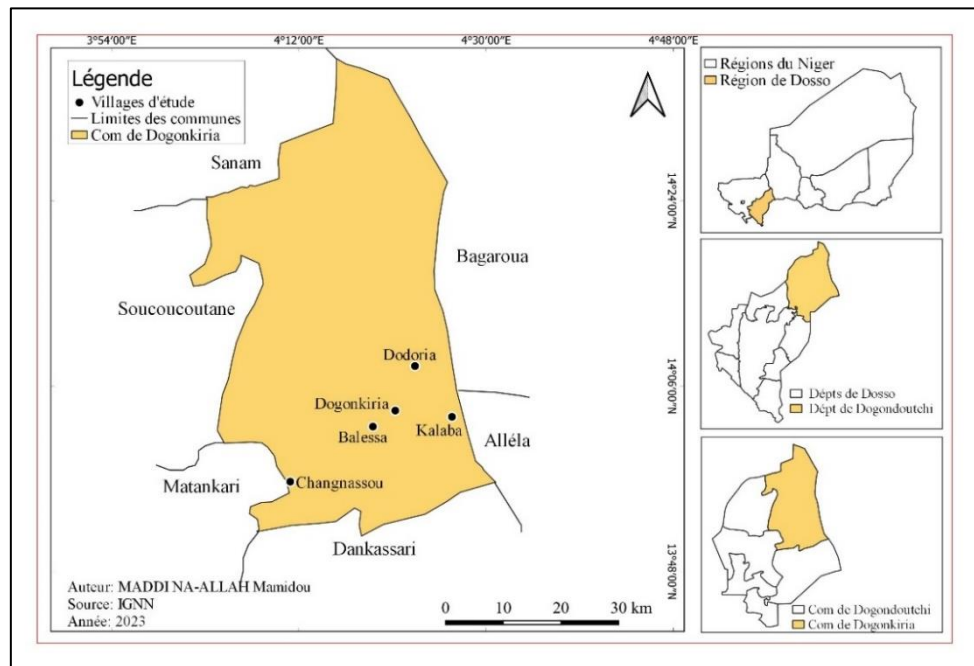 3°54′00″E 4°12′00″E 4°30′00″E 4°48′00″E
Légende
Villages d'étude
Limites des communes
Com de Dogonkiria
Sanam
Bagaroua
Soucoucoutane
Dodoria
Dogonkiria
Balessa
Kalaba
Alléla
Matankari
Changnassou
Dankassari
14°24′00″N
14°06′00″N
13°48′00″N
Auteur: MADDI NA-ALLAH Mamidou
Source: IGNN
Année: 2023
0 10 20 30 km
Régions du Niger
Région de Dosso
Dépts de Dosso
Dépt de Dogondoutchi
Com de Dogondoutchi
Com de Dogonkiria